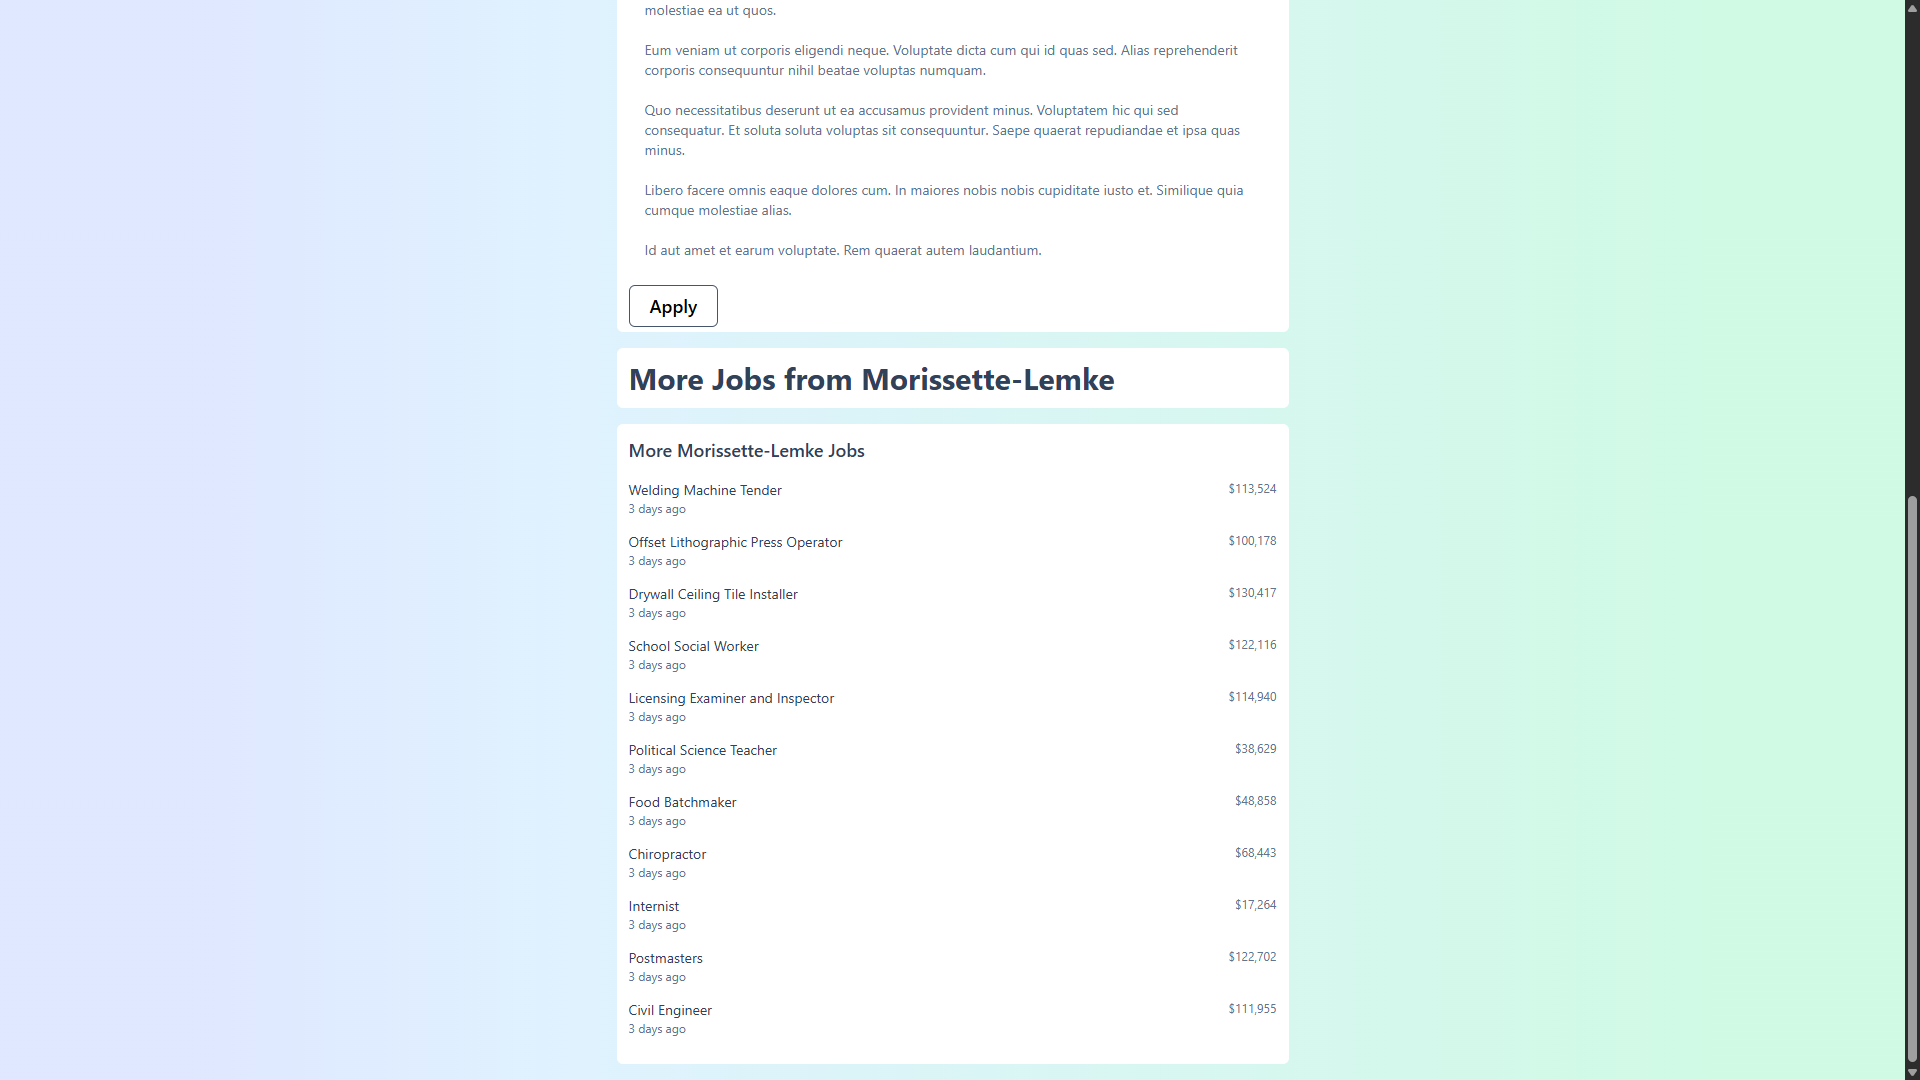 molestiae ea ut quos.
Eum veniam ut corporis eligendi neque. Voluptate dicta cum qui id quas sed. Alias reprehenderit
corporis consequuntur nihil beatae voluptas numquam.
Quo necessitatibus deserunt ut ea accusamus provident minus. Voluptatem hic qui sed
consequatur. Et soluta soluta voluptas sit consequuntur. Saepe quaerat repudiandae et ipsa quas
minus.
Libero facere omnis eaque dolores cum. In maiores nobis nobis cupiditate iusto et. Similique quia
cumque molestiae alias.
Id aut amet et earum voluptate. Rem quaerat autem laudantium.
Apply
More Jobs from Morissette-Lemke
More Morissette-Lemke Jobs
Welding Machine Tender $113,524
3 days ago
Offset Lithographic Press Operator $100,178
3 days ago
Drywall Ceiling Tile Installer $130,417
3 days ago
School Social Worker $122,116
3 days ago
Licensing Examiner and Inspector $114,940
3 days ago
Political Science Teacher $38,629
3 days ago
Food Batchmaker $48,858
3 days ago
Chiropractor $68,443
3 days ago
Internist $17,264
3 days ago
Postmasters $122,702
3 days ago
Civil Engineer $111,955
3 days ago